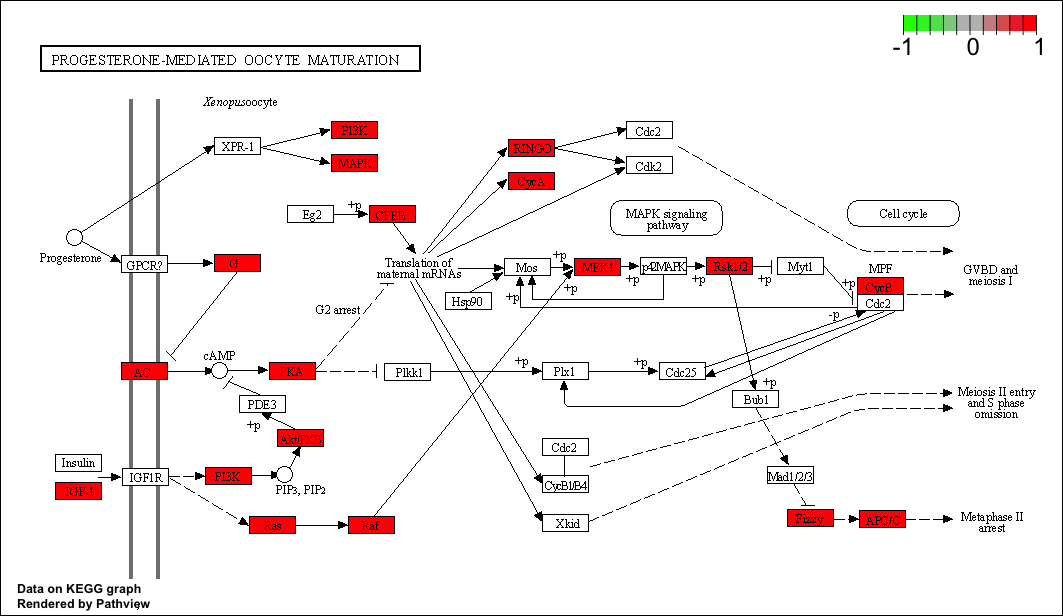 -1 0 1
PROGESTERONE-MEDIATED OOCYTE MATURATION
Xenopusoocyte
PI3K
XPR-1
MAPK
RINGO
Cdc2
Cdk2
CycA
Eg2
+p
CPEB
MAPK signaling
pathway
Cell cycle
Progesterone
GPCR?
G
Translation of
maternal mRNAs
Mos
+p
MEK1
+p
p42MAPK
+p
Rsk1/2
+p
Myt1
+p
MPF
CycB
Cdc2
GVBD and
meiosis I
Hsp90
+p
+p
-p
G2 arrest
cAMP
AC
PKA
Plkk1
+p
Plx1
+p
Cdc25
PDE3
+p
Akt/PKB
+p
Bub1
Meiosis II entry
and S phase
omission
Insulin
IGF-1
IGF1R
PI3K
PIP3, PIP2
Cdc2
CycB1/B4
Mad1/2/3
Ras
Raf
Xkid
Fizzy
APC/C
Metaphase II
arrest
Data on KEGG graph
Rendered by Pathview